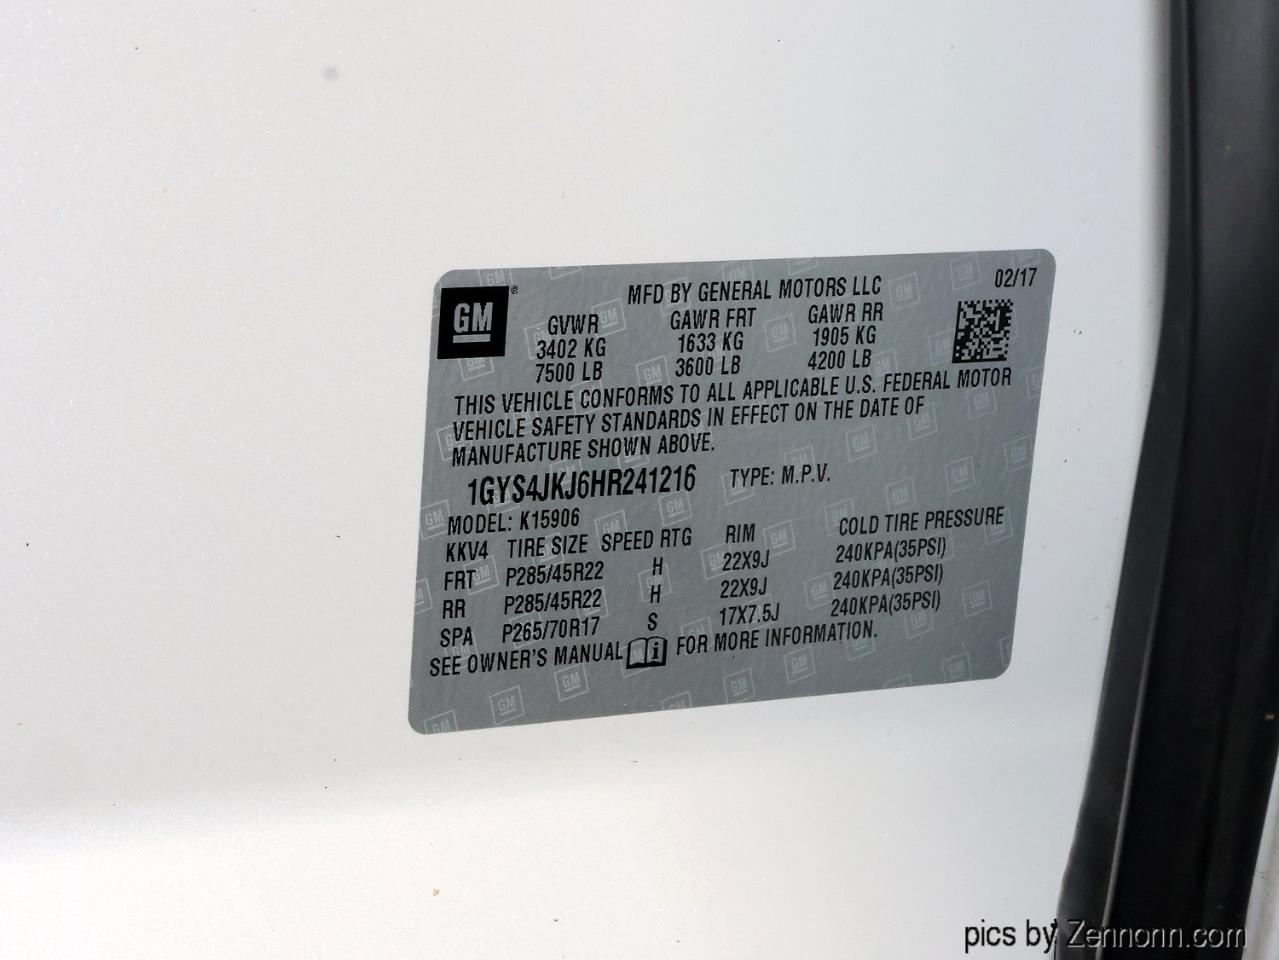 GM
MFD BY GENERAL MOTORS LLC 02/17
GVWR GAWR FRT GAWR RR
3402 KG 1633 KG 1905 KG
7500 LB 3600 LB 4200 LB
THIS VEHICLE CONFORMS TO ALL APPLICABLE U.S. FEDERAL MOTOR
VEHICLE SAFETY STANDARDS IN EFFECT ON THE DATE OF
MANUFACTURE SHOWN ABOVE.
1GYS4JKJ6HR241216 TYPE: M.P.V.
MODEL: K15906
KKV4 TIRE SIZE SPEED RTG RIM COLD TIRE PRESSURE
FRT P285/45R22 H 22X9J 240KPA(35PSI)
RR P285/45R22 H 22X9J 240KPA(35PSI)
SPA P265/70R17 S 17X7.5J 240KPA(35PSI)
SEE OWNER'S MANUAL i FOR MORE INFORMATION.
pics by Zennonn.com